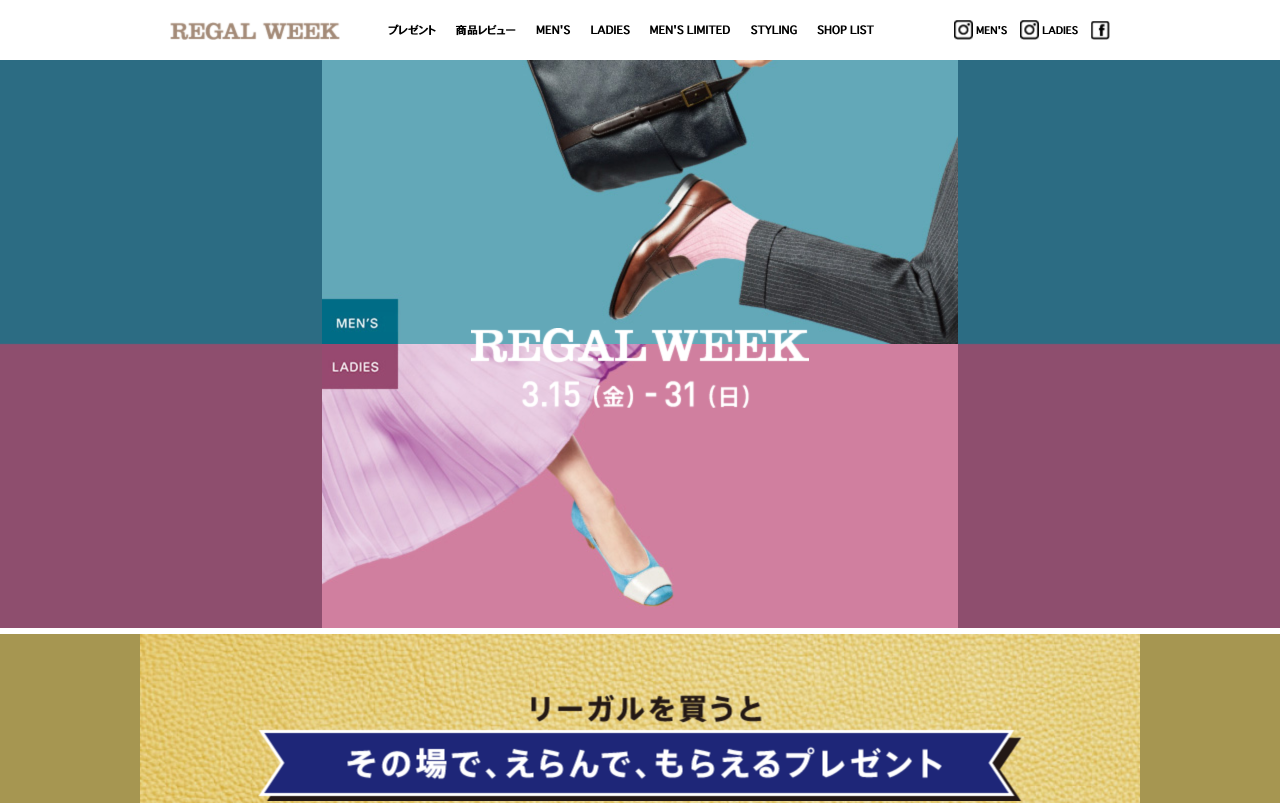 REGAL WEEK
プレゼント 商品レビュー MEN'S LADIES MEN'S LIMITED STYLING SHOP LIST
MEN'S LADIES
MEN'S
LADIES
REGAL WEEK
3.15（金）- 31（日）
リーガルを買うと
その場で、えらんで、もらえるプレゼント